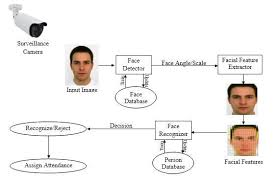 Surveillance
Camera
Input Image
Face
Detector
Face Angle/Scale
Facial Feature
Extractor
Face
Database
Facial Features
Face
Recognizer
Decision
Recognize/Reject
Person
Database
Assign Attendance